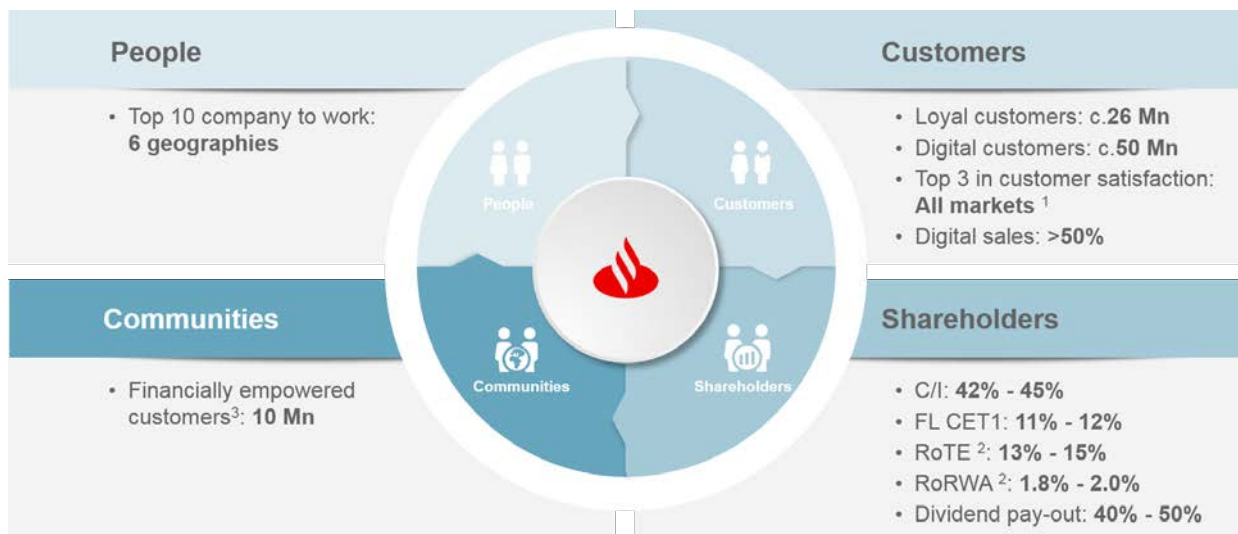 People
• Top 10 company to work:
6 geographies
Customers
• Loyal customers: c.26 Mn
• Digital customers: c.50 Mn
• Top 3 in customer satisfaction:
All markets ¹
• Digital sales: >50%
People
Customers
Communities
Shareholders
Communities
• Financially empowered
customers³: 10 Mn
Shareholders
• C/I: 42% - 45%
• FL CET1: 11% - 12%
• RoTE ²: 13% - 15%
• RoRWA ²: 1.8% - 2.0%
• Dividend pay-out: 40% - 50%